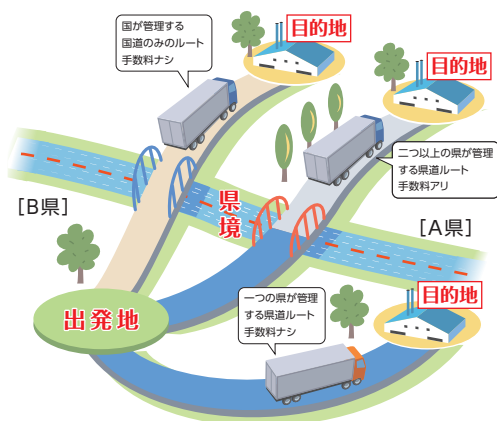 国が管理する
国道のみのルート
手数料ナシ
目的地
目的地
二つ以上の県が管理
する県道ルート
手数料アリ
[B県]
県境
[A県]
目的地
出発地
一つの県が管理
する県道ルート
手数料ナシ